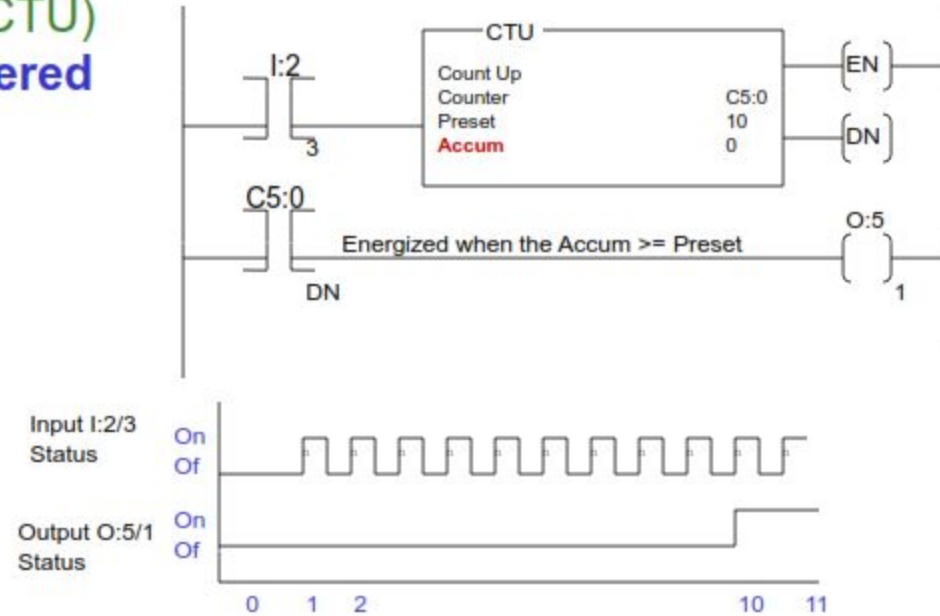 CTU)
ered
CTU
I:2
3
Count Up
Counter C5:0
Preset 10
Accum 0
EN
DN
C5:0
DN
Energized when the Accum >= Preset
O:5
1
Input I:2/3
Status
On
Of
Output O:5/1
Status
On
Of
0 1 2 10 11